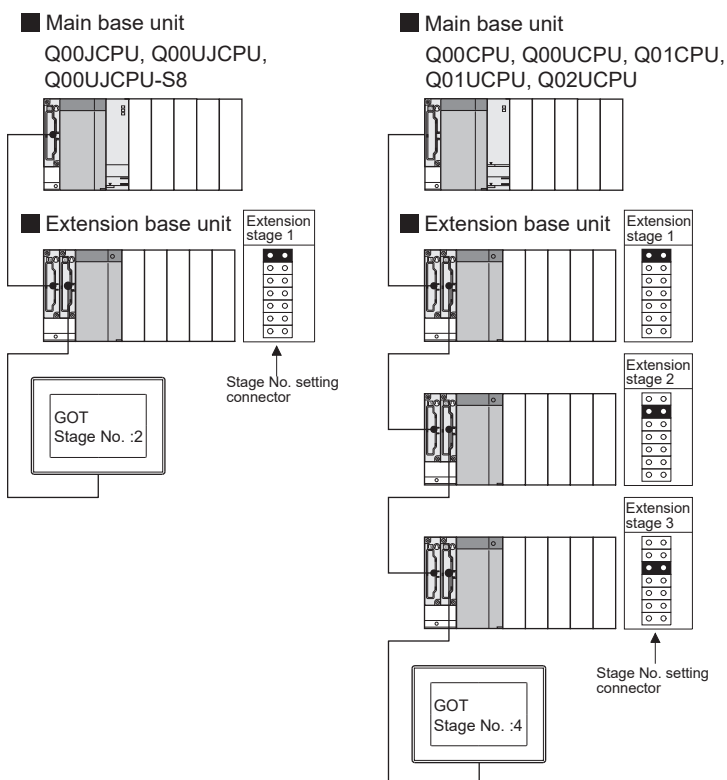 Main base unit
Q00JCPU, Q00UJCPU,
Q00UJCPU-S8
Extension base unit
Extension
stage 1
Stage No. setting
connector
GOT
Stage No. :2
Main base unit
Q00CPU, Q00UCPU, Q01CPU,
Q01UCPU, Q02UCPU
Extension base unit
Extension
stage 1
Extension
stage 2
Extension
stage 3
Stage No. setting
connector
GOT
Stage No. :4